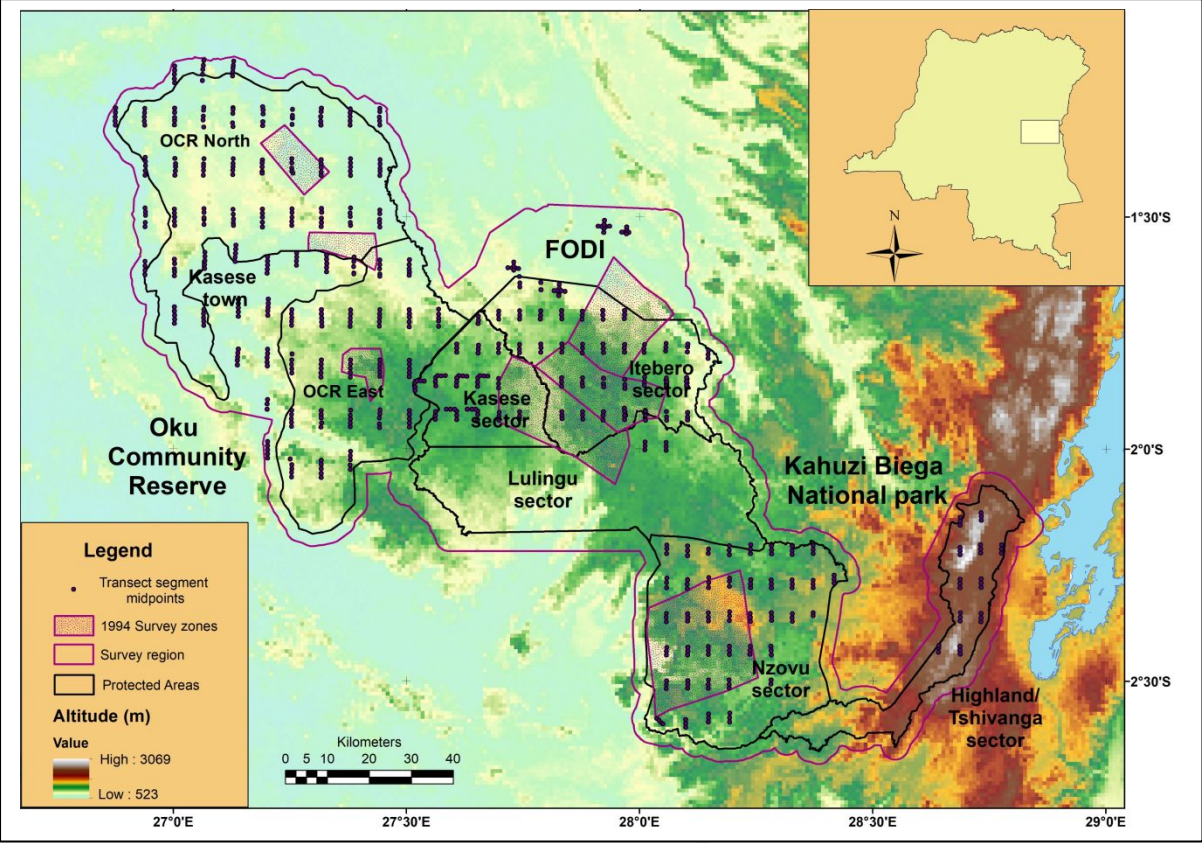 N
1°30'S
OCR North
FODI
Kasese
town
Itebero
sector
OCR East
Kasese
sector
Oku
Community
Reserve
2°0'S
Lulingu
sector
Kahuzi Biega
National park
Nzovu
sector
2°30'S
Highland/
Tshivanga
sector
Legend
Transect segment
midpoints
1994 Survey zones
Survey region
Protected Areas
Altitude (m)
Value
High : 3069
Low : 523
Kilometers
0 5 10 20 30 40
27°0'E 27°30'E 28°0'E 28°30'E 29°0'E